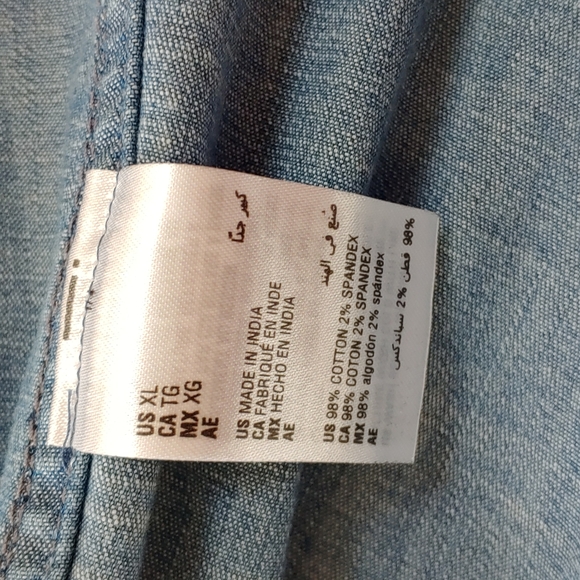 US XL
CA TG
MX XG
AE كبير جدًا
US MADE IN INDIA
CA FABRIQUÉ EN INDE
MX HECHO EN INDIA
AE صُنع في الهند
US 98% COTTON 2% SPANDEX
CA 98% COTON 2% SPANDEX
MX 98% algodón 2% spándex
AE 98% قطن 2% سباندكس